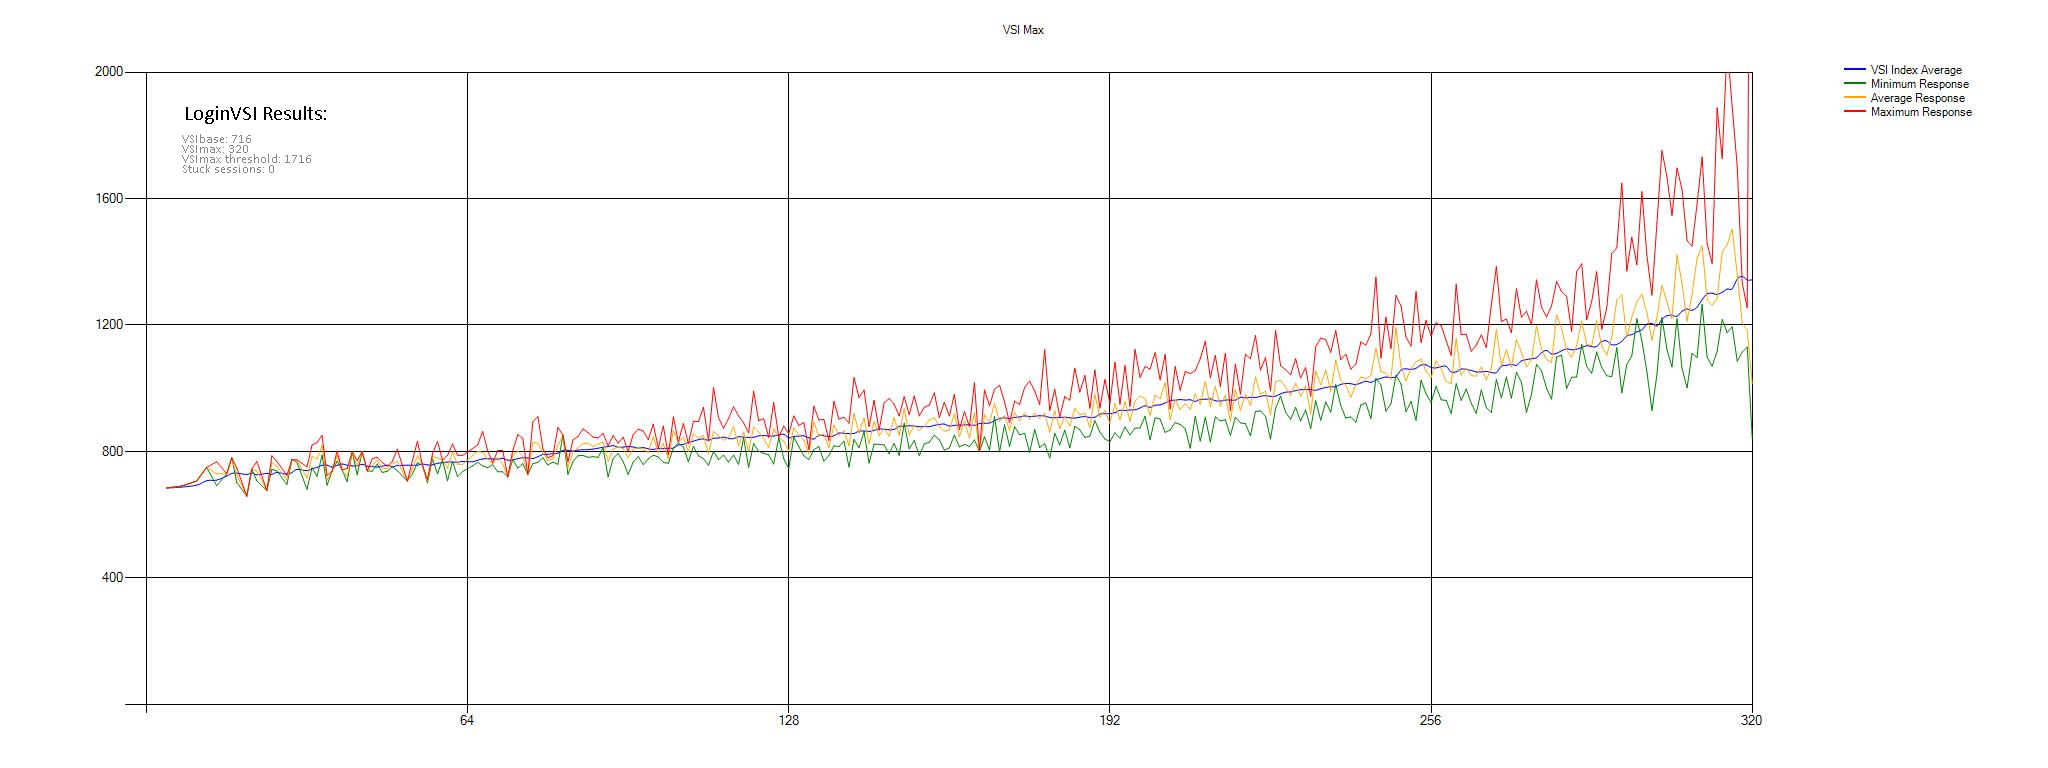 VSI Max
2000
1600
1200
800
400
64
128
192
256
320
LoginVSI Results:
VSIbase: 716
VSImax: 320
VSImax threshold: 1716
Stuck sessions: 0
VSI Index Average
Minimum Response
Average Response
Maximum Response